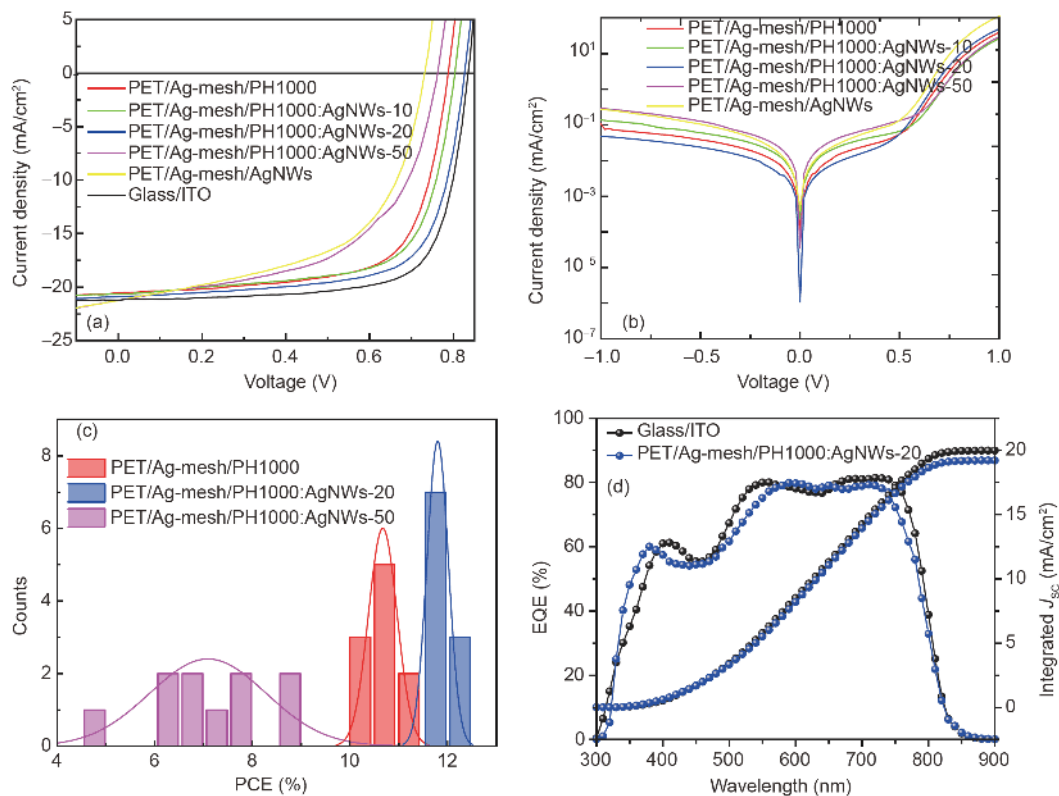 5
0
−5
−10
−15
−20
−25
Current density (mA/cm²)
PET/Ag-mesh/PH1000
PET/Ag-mesh/PH1000:AgNWs-10
PET/Ag-mesh/PH1000:AgNWs-20
PET/Ag-mesh/PH1000:AgNWs-50
PET/Ag-mesh/AgNWs
Glass/ITO
(a)
0.0 0.2 0.4 0.6 0.8
Voltage (V)
10¹
10⁻¹
10⁻³
10⁻⁵
10⁻⁷
Current density (mA/cm²)
PET/Ag-mesh/PH1000
PET/Ag-mesh/PH1000:AgNWs-10
PET/Ag-mesh/PH1000:AgNWs-20
PET/Ag-mesh/PH1000:AgNWs-50
PET/Ag-mesh/AgNWs
(b)
−1.0 −0.5 0.0 0.5 1.0
Voltage (V)
8
6
4
2
0
Counts
(c)
PET/Ag-mesh/PH1000
PET/Ag-mesh/PH1000:AgNWs-20
PET/Ag-mesh/PH1000:AgNWs-50
4 6 8 10 12
PCE (%)
100
90
80
70
60
50
40
30
20
10
0
EQE (%)
Glass/ITO
PET/Ag-mesh/PH1000:AgNWs-20
(d)
20
15
10
5
0
Integrated Jsc (mA/cm²)
300 400 500 600 700 800 900
Wavelength (nm)